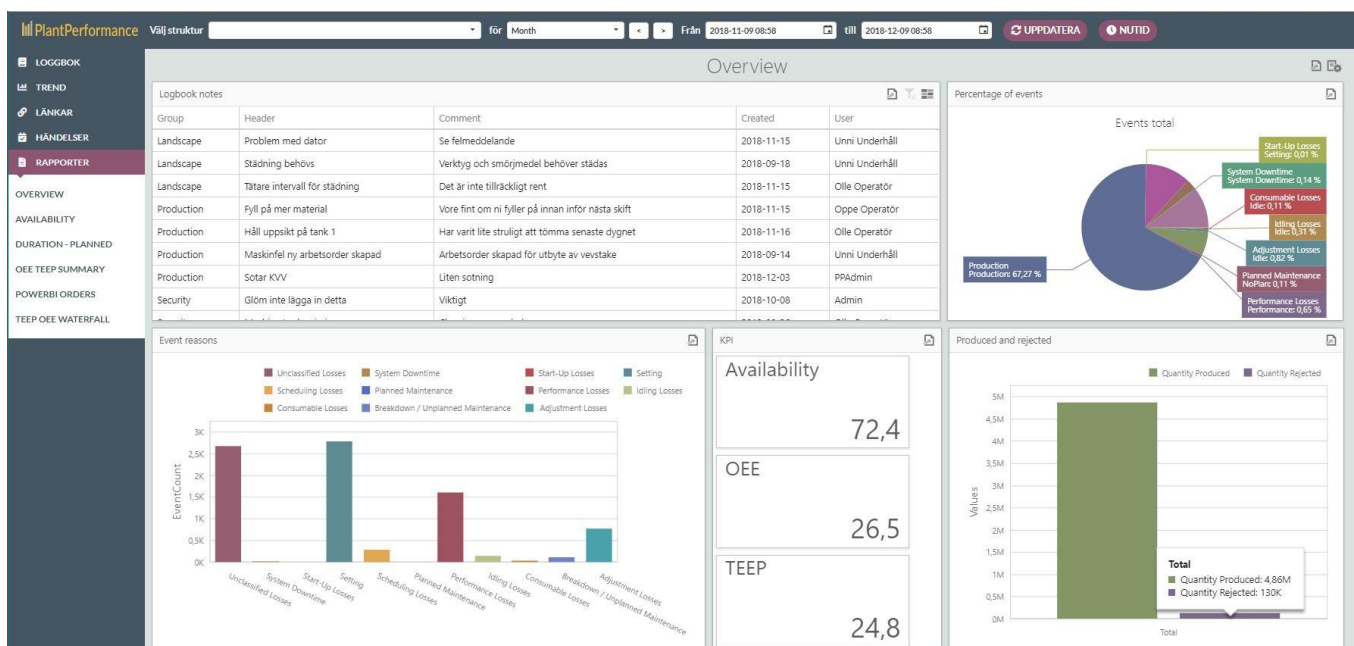 PlantPerformance
Välj struktur
för Month < > Från 2018-11-09 08:58 till 2018-12-09 08:58 UPPDATERA NUTID
LOGGBOK
TREND
LÄNKAR
HÄNDELSER
RAPPORTER
OVERVIEW
AVAILABILITY
DURATION - PLANNED
OEE TEEP SUMMARY
POWERBI ORDERS
TEEP OEE WATERFALL
Overview
Logbook notes
Group Header Comment Created User
Landscape Problem med dator Se felmeddelande 2018-11-15 Unni Underhåll
Landscape Städning behövs Verktyg och smörjmedel behöver städas 2018-09-18 Unni Underhåll
Landscape Tätare intervall för städning Det är inte tillräckligt rent 2018-11-15 Olle Operatör
Production Fyll på mer material Vore fint om ni fyller på innan inför nästa skift 2018-11-15 Oppe Operatör
Production Håll uppsikt på tank 1 Har varit lite struligt att tömma senaste dygnet 2018-11-16 Olle Operatör
Production Maskinfel ny arbetsorder skapad Arbetsorder skapad för utbyte av vevstake 2018-09-14 Unni Underhåll
Production Sotar KVV Liten sotning 2018-12-03 PPAdmin
Security Glöm inte lägga in detta Viktigt 2018-10-08 Admin
Percentage of events
Events total
Start-Up Losses
Setting: 0,01 %
System Downtime
System Downtime: 0,14 %
Consumable Losses
Idle: 0,11 %
Idling Losses
Idle: 0,31 %
Adjustment Losses
Idle: 0,82 %
Planned Maintenance
NoPlan: 0,11 %
Performance Losses
Performance: 0,65 %
Production
Production: 67,27 %
Event reasons
Unclassified Losses System Downtime Start-Up Losses Setting
Scheduling Losses Planned Maintenance Performance Losses Idling Losses
Consumable Losses Breakdown / Unplanned Maintenance Adjustment Losses
EventCount
3K
2,5K
2K
1,5K
1K
0,5K
0K
Unclassified Losses
System Downtime
Start-Up Losses
Setting
Scheduling Losses
Planned Maintenance
Performance Losses
Idling Losses
Consumable Losses
Breakdown / Unplanned Maintenance
Adjustment Losses
KPI
Availability
72,4
OEE
26,5
TEEP
24,8
Produced and rejected
Quantity Produced Quantity Rejected
Values
5M
4,5M
4M
3,5M
3M
2,5M
2M
1,5M
1M
0,5M
0M
Total
Quantity Produced: 4,86M
Quantity Rejected: 130K
Total